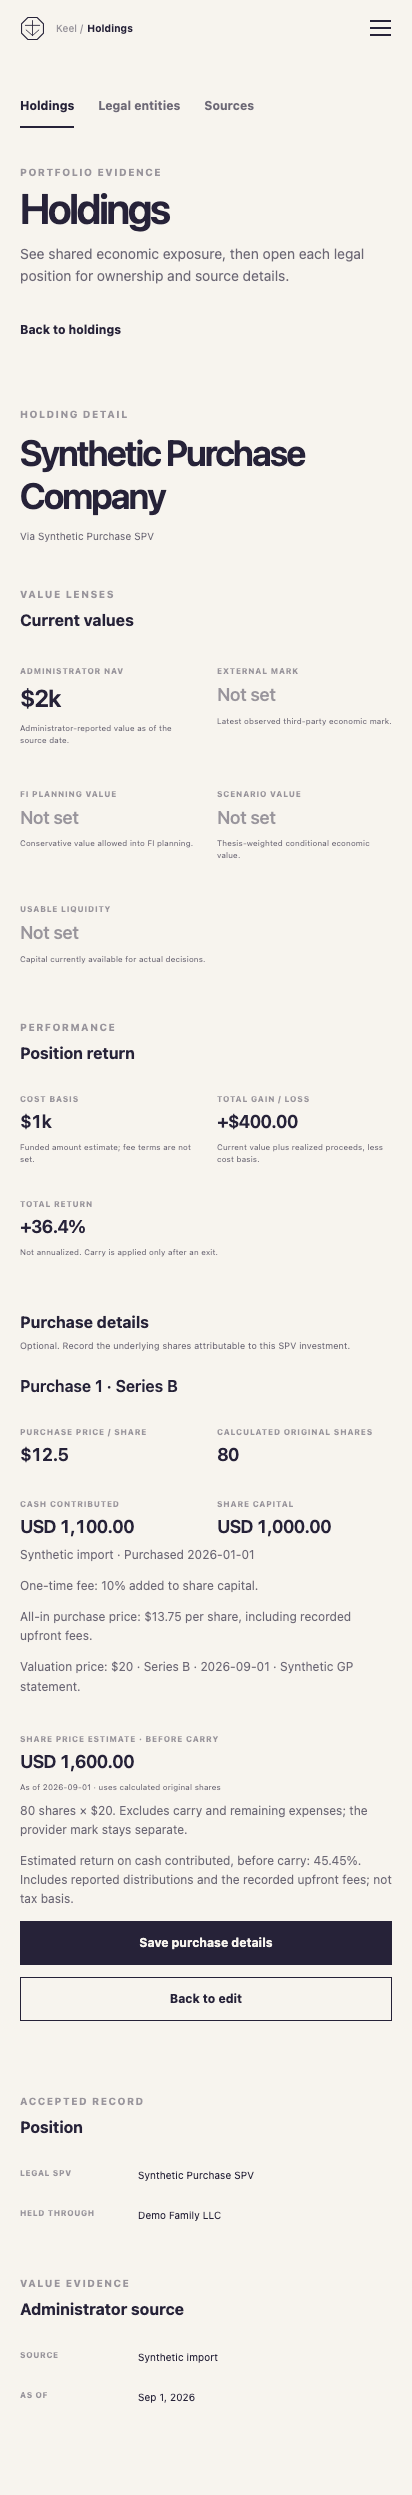 Keel / Holdings
Holdings Legal entities Sources
PORTFOLIO EVIDENCE
Holdings
See shared economic exposure, then open each legal
position for ownership and source details.
Back to holdings
HOLDING DETAIL
Synthetic Purchase
Company
Via Synthetic Purchase SPV
VALUE LENSES
Current values
ADMINISTRATOR NAV
$2k
Administrator-reported value as of the
source date.
EXTERNAL MARK
Not set
Latest observed third-party economic mark.
FI PLANNING VALUE
Not set
Conservative value allowed into FI planning.
SCENARIO VALUE
Not set
Thesis-weighted conditional economic
value.
USABLE LIQUIDITY
Not set
Capital currently available for actual decisions.
PERFORMANCE
Position return
COST BASIS
$1k
Funded amount estimate; fee terms are not
set.
TOTAL GAIN / LOSS
+$400.00
Current value plus realized proceeds, less
cost basis.
TOTAL RETURN
+36.4%
Not annualized. Carry is applied only after an exit.
Purchase details
Optional. Record the underlying shares attributable to this SPV investment.
Purchase 1 · Series B
PURCHASE PRICE / SHARE
$12.5
CALCULATED ORIGINAL SHARES
80
CASH CONTRIBUTED
USD 1,100.00
SHARE CAPITAL
USD 1,000.00
Synthetic import · Purchased 2026-01-01
One-time fee: 10% added to share capital.
All-in purchase price: $13.75 per share, including recorded
upfront fees.
Valuation price: $20 · Series B · 2026-09-01 · Synthetic GP
statement.
SHARE PRICE ESTIMATE · BEFORE CARRY
USD 1,600.00
As of 2026-09-01 · uses calculated original shares
80 shares × $20. Excludes carry and remaining expenses; the
provider mark stays separate.
Estimated return on cash contributed, before carry: 45.45%.
Includes reported distributions and the recorded upfront fees; not
tax basis.
Save purchase details
Back to edit
ACCEPTED RECORD
Position
LEGAL SPV Synthetic Purchase SPV
HELD THROUGH Demo Family LLC
VALUE EVIDENCE
Administrator source
SOURCE Synthetic import
AS OF Sep 1, 2026